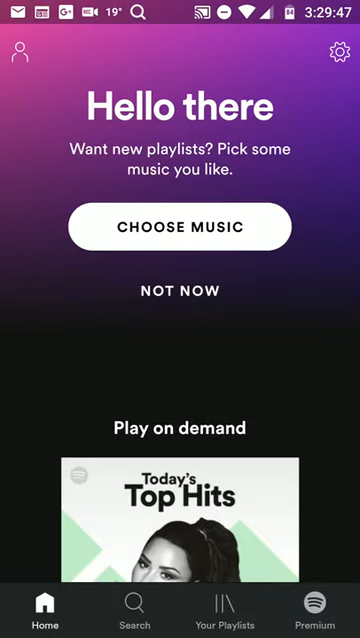 19°
3:29:47
Hello there
Want new playlists? Pick some
music you like.
CHOOSE MUSIC
NOT NOW
Play on demand
Today's
Top Hits
Home
Search
Your Playlists
Premium